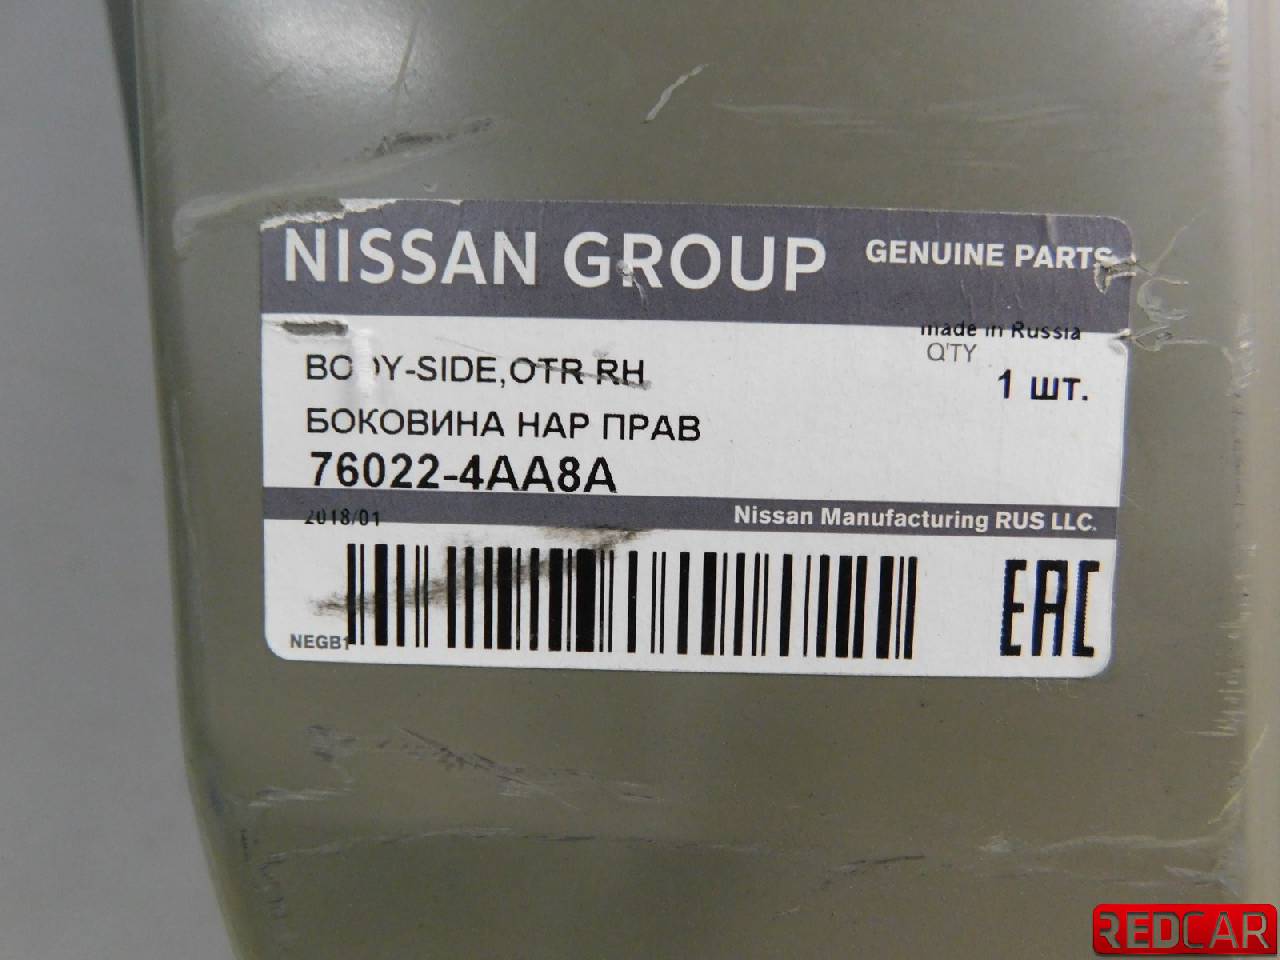 NISSAN GROUP GENUINE PARTS
made in Russia
Q'TY
1 шт.
BODY-SIDE,OTR RH
БОКОВИНА НАР ПРАВ
76022-4AA8A
2018/01
Nissan Manufacturing RUS LLC.
NEGB1
EAC
REDCAR